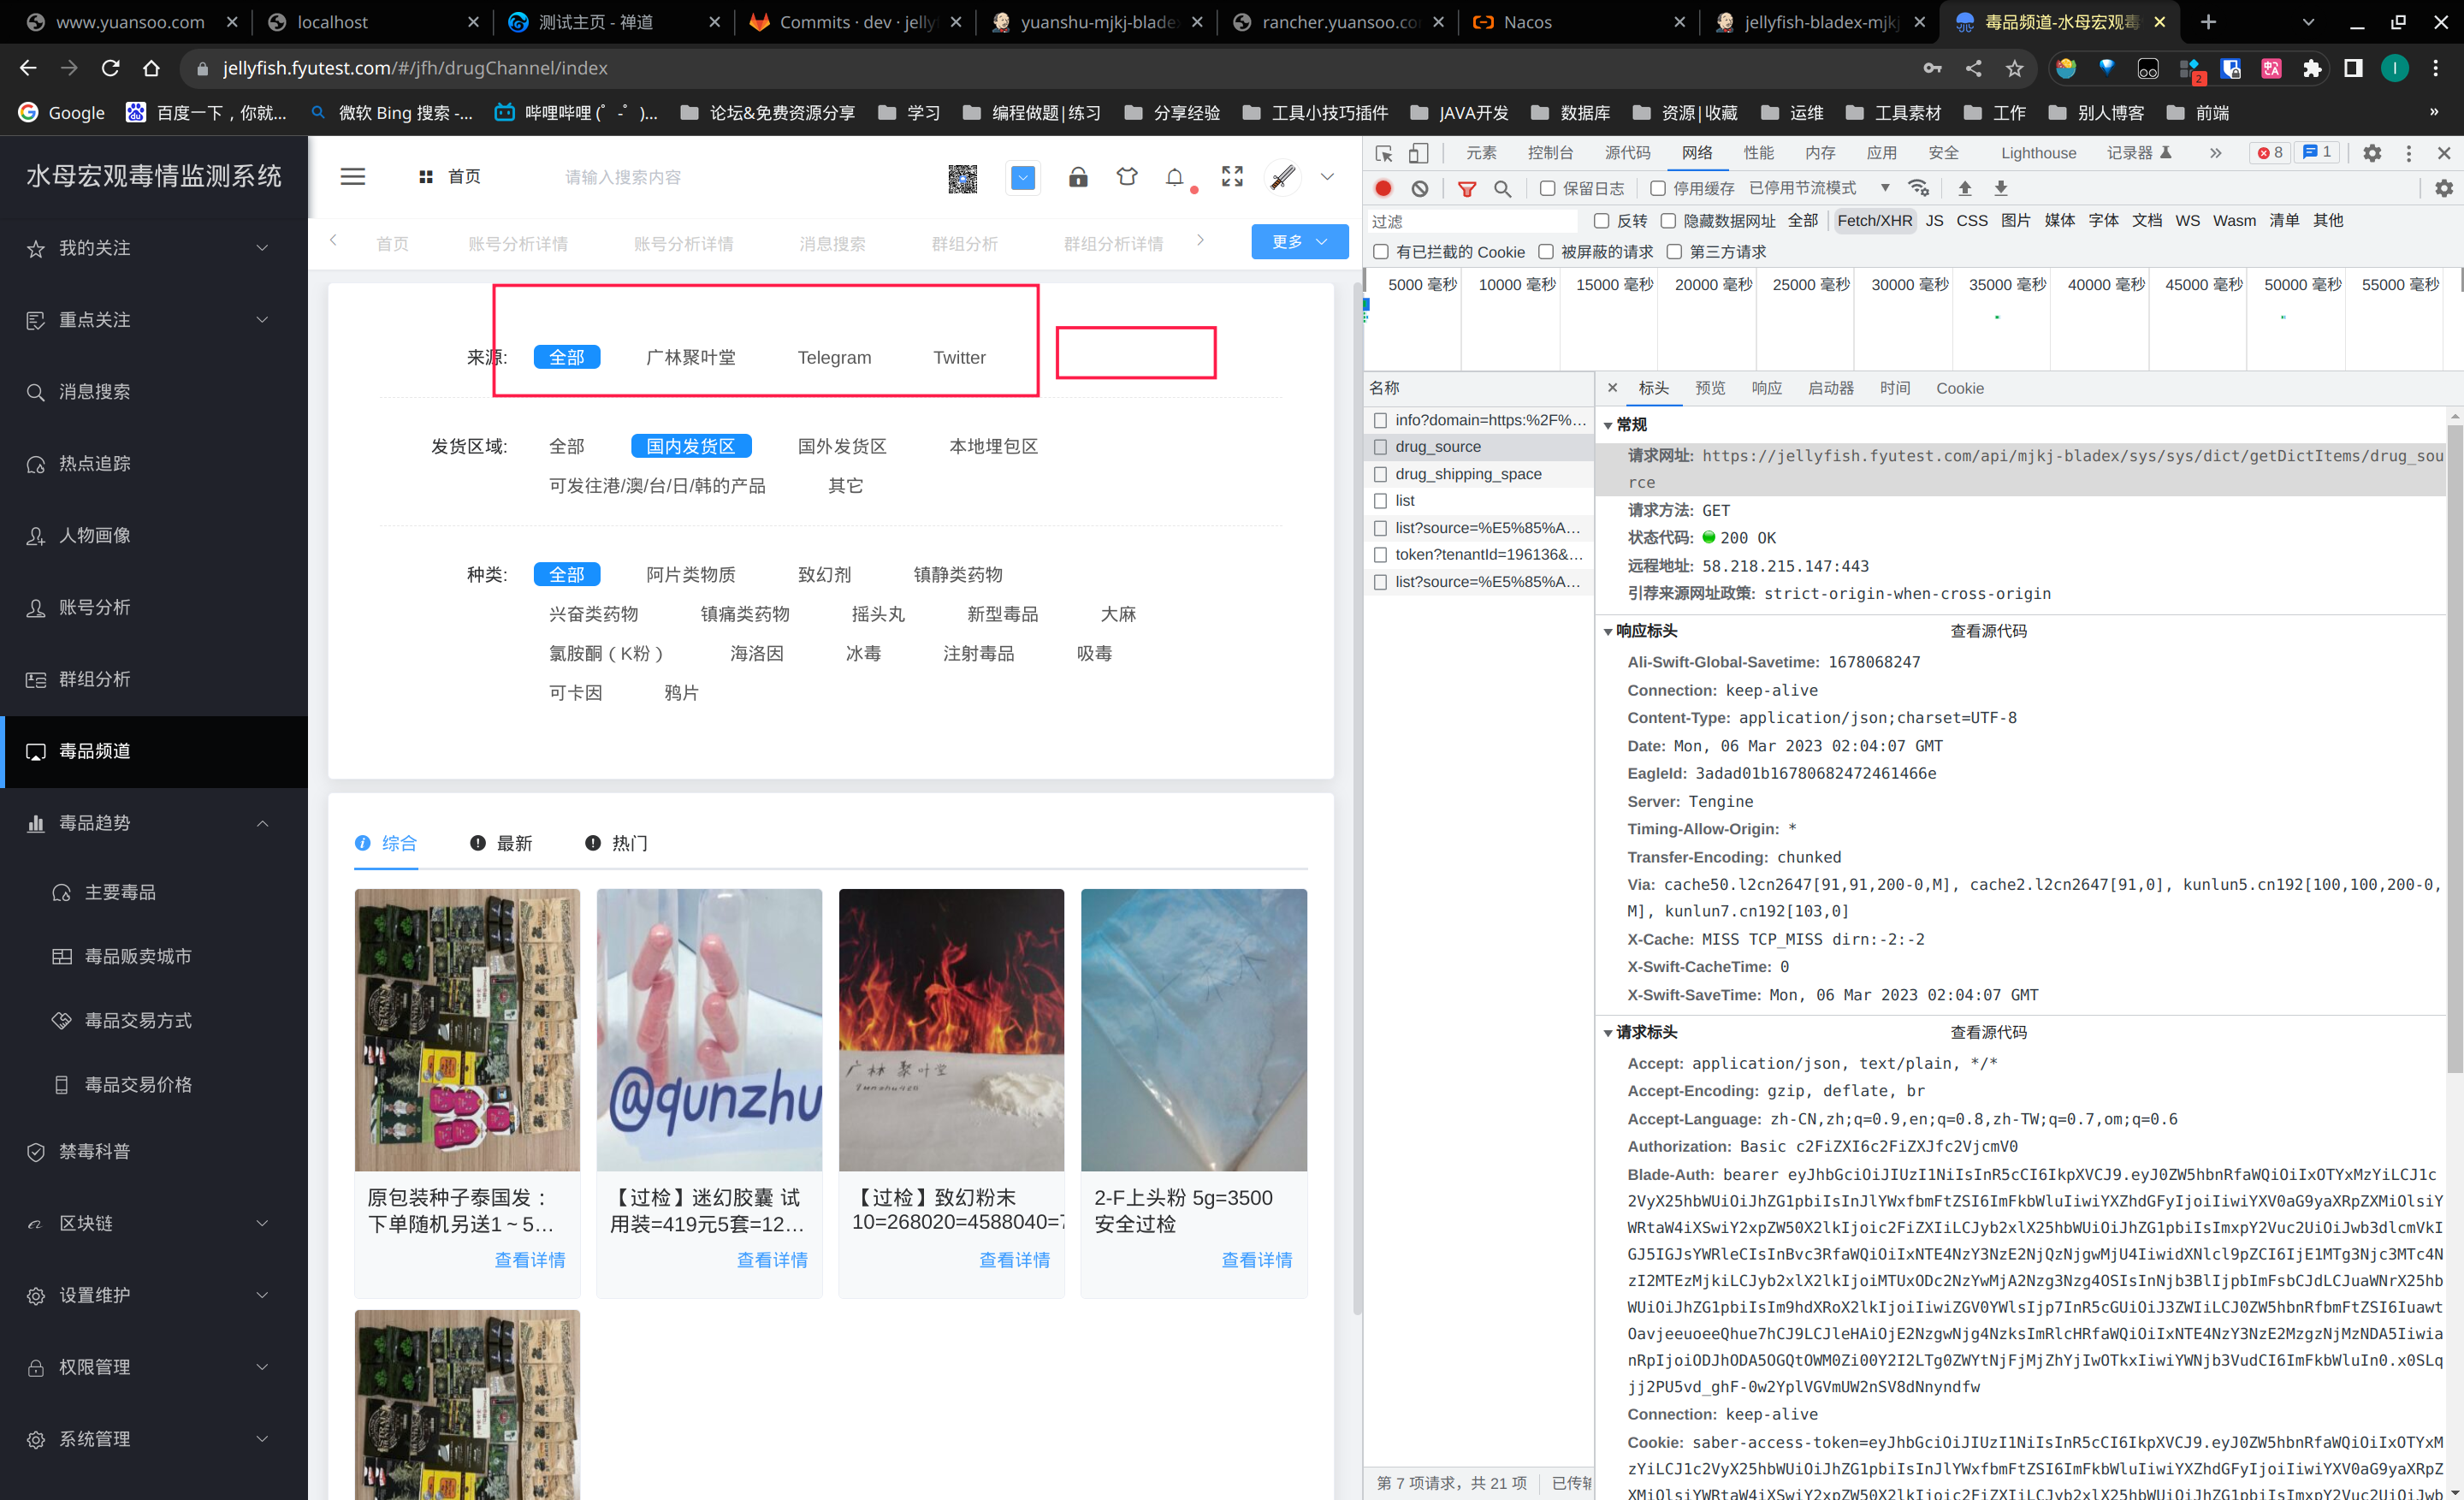 www.yuansoo.com
localhost
测试主页 - 禅道
Commits · dev · jelly
yuanshu-mjkj-blade
rancher.yuansoo.co
Nacos
jellyfish-bladex-mjkj
毒品频道-水母宏观毒
jellyfish.fyutest.com/#/jfh/drugChannel/index
2
I
Google
百度一下，你就...
微软 Bing 搜索 -...
哔哩哔哩 (゜-゜)...
论坛&免费资源分享
学习
编程做题|练习
分享经验
工具小技巧插件
JAVA开发
数据库
资源|收藏
运维
工具素材
工作
别人博客
前端
»
水母宏观毒情监测系统
我的关注
重点关注
消息搜索
热点追踪
人物画像
账号分析
群组分析
毒品频道
毒品趋势
主要毒品
毒品贩卖城市
毒品交易方式
毒品交易价格
禁毒科普
区块链
设置维护
权限管理
系统管理
首页
请输入搜索内容
首页
账号分析详情
账号分析详情
消息搜索
群组分析
群组分析详情
更多
来源:
全部
广林聚叶堂
Telegram
Twitter
发货区域:
全部
国内发货区
国外发货区
本地埋包区
可发往港/澳/台/日/韩的产品
其它
种类:
全部
阿片类物质
致幻剂
镇静类药物
兴奋类药物
镇痛类药物
摇头丸
新型毒品
大麻
氯胺酮（K粉）
海洛因
冰毒
注射毒品
吸毒
可卡因
鸦片
综合
最新
热门
@qunzhu
广林 聚叶堂
原包装种子泰国发：
下单随机另送1~5...
查看详情
【过检】迷幻胶囊 试
用装=419元5套=12...
查看详情
【过检】致幻粉末
10=268020=4588040=7
查看详情
2-F上头粉 5g=3500
安全过检
查看详情
元素
控制台
源代码
网络
性能
内存
应用
安全
Lighthouse
记录器
»
8
1
保留日志
停用缓存
已停用节流模式
过滤
反转
隐藏数据网址
全部
Fetch/XHR
JS
CSS
图片
媒体
字体
文档
WS
Wasm
清单
其他
有已拦截的 Cookie
被屏蔽的请求
第三方请求
5000 毫秒
10000 毫秒
15000 毫秒
20000 毫秒
25000 毫秒
30000 毫秒
35000 毫秒
40000 毫秒
45000 毫秒
50000 毫秒
55000 毫秒
名称
info?domain=https:%2F%...
drug_source
drug_shipping_space
list
list?source=%E5%85%A...
token?tenantId=196136&...
list?source=%E5%85%A...
第 7 项请求，共 21 项
已传输
标头
预览
响应
启动器
时间
Cookie
常规
请求网址: https://jellyfish.fyutest.com/api/mjkj-bladex/sys/sys/dict/getDictItems/drug_sou
rce
请求方法: GET
状态代码: 200 OK
远程地址: 58.218.215.147:443
引荐来源网址政策: strict-origin-when-cross-origin
响应标头
查看源代码
Ali-Swift-Global-Savetime: 1678068247
Connection: keep-alive
Content-Type: application/json;charset=UTF-8
Date: Mon, 06 Mar 2023 02:04:07 GMT
EagleId: 3adad01b16780682472461466e
Server: Tengine
Timing-Allow-Origin: *
Transfer-Encoding: chunked
Via: cache50.l2cn2647[91,91,200-0,M], cache2.l2cn2647[91,0], kunlun5.cn192[100,100,200-0,
M], kunlun7.cn192[103,0]
X-Cache: MISS TCP_MISS dirn:-2:-2
X-Swift-CacheTime: 0
X-Swift-SaveTime: Mon, 06 Mar 2023 02:04:07 GMT
请求标头
查看源代码
Accept: application/json, text/plain, */*
Accept-Encoding: gzip, deflate, br
Accept-Language: zh-CN,zh;q=0.9,en;q=0.8,zh-TW;q=0.7,om;q=0.6
Authorization: Basic c2FiZXI6c2FiZXJfc2VjcmV0
Blade-Auth: bearer
Connection: keep-alive
Cookie: